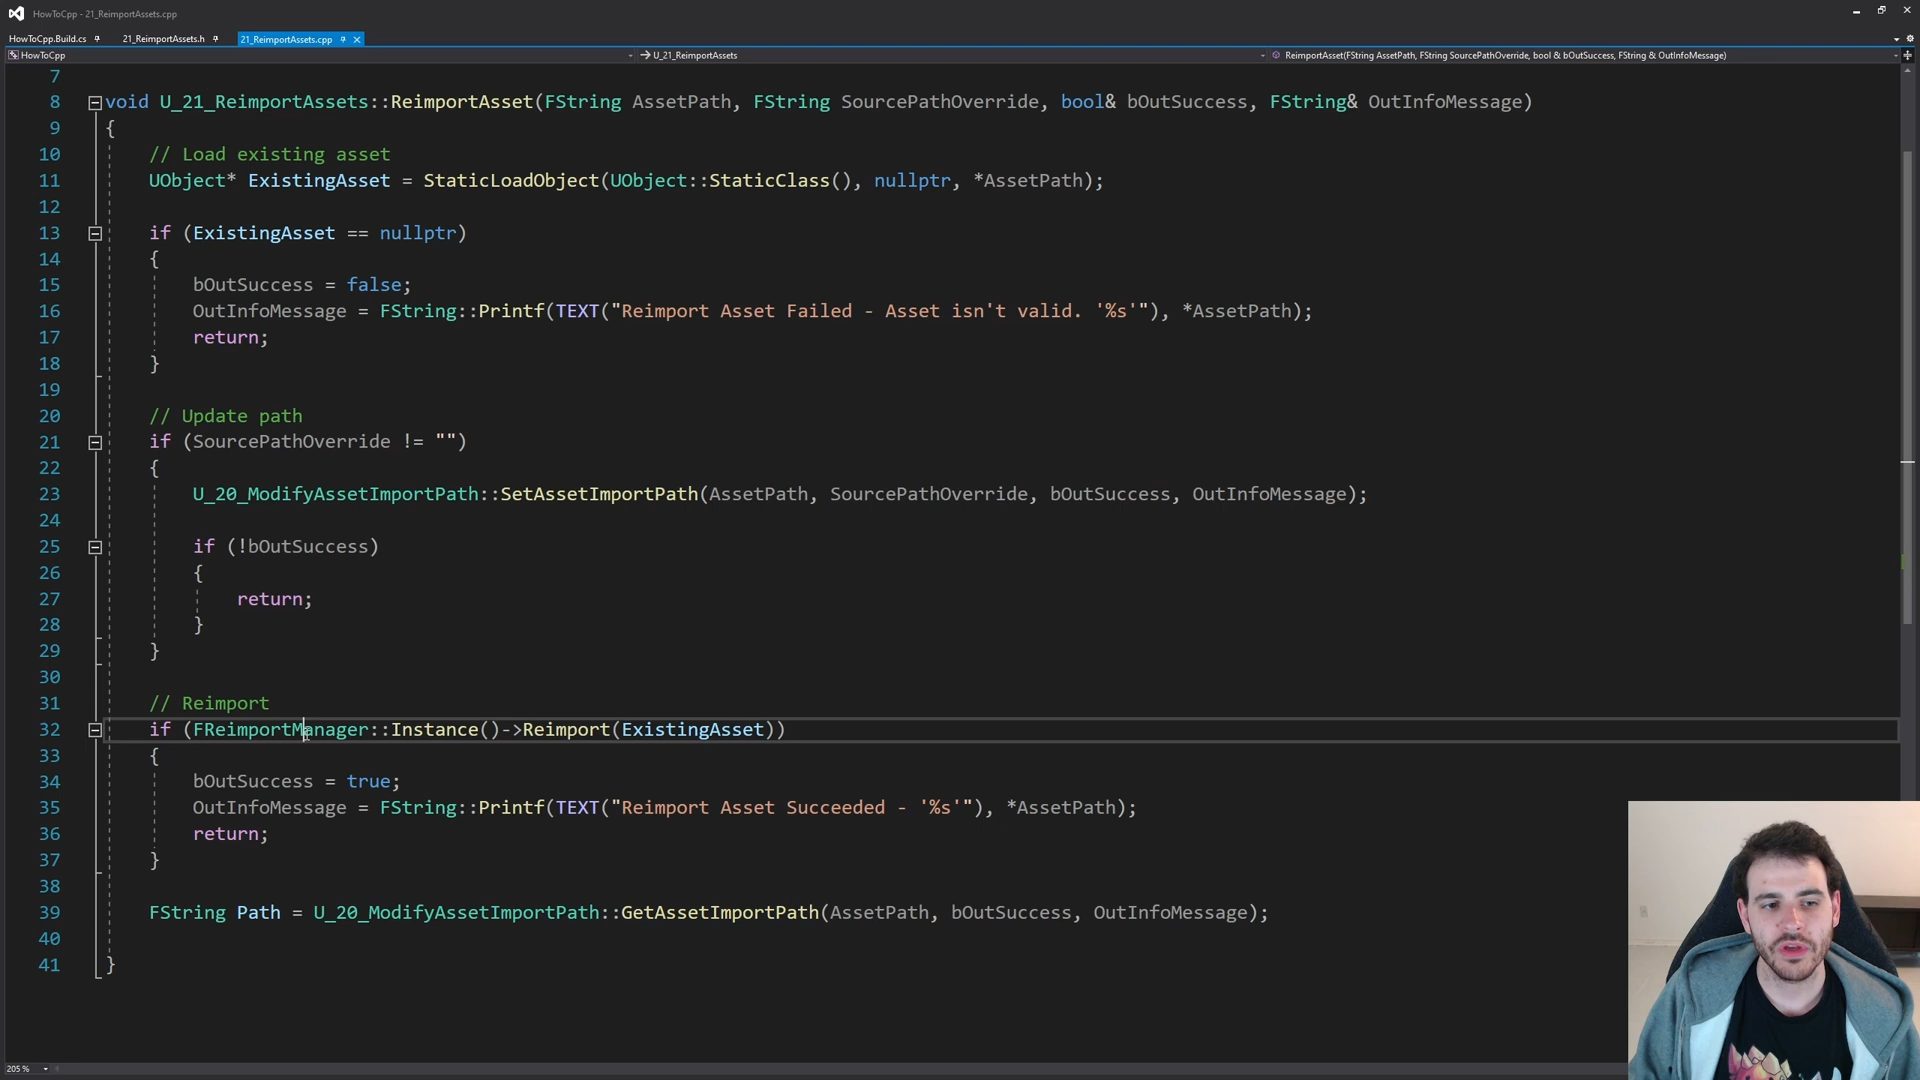 HowToCpp - 21_ReimportAssets.cpp
HowToCpp.Build.cs
21_ReimportAssets.h
21_ReimportAssets.cpp
HowToCpp
U_21_ReimportAssets
ReimportAsset(FString AssetPath, FString SourcePathOverride, bool & bOutSuccess, FString & OutInfoMessage)
7
8 void U_21_ReimportAssets::ReimportAsset(FString AssetPath, FString SourcePathOverride, bool& bOutSuccess, FString& OutInfoMessage)
9 {
10 // Load existing asset
11 UObject* ExistingAsset = StaticLoadObject(UObject::StaticClass(), nullptr, *AssetPath);
12
13 if (ExistingAsset == nullptr)
14 {
15 bOutSuccess = false;
16 OutInfoMessage = FString::Printf(TEXT("Reimport Asset Failed - Asset isn't valid. '%s'"), *AssetPath);
17 return;
18 }
19
20 // Update path
21 if (SourcePathOverride != "")
22 {
23 U_20_ModifyAssetImportPath::SetAssetImportPath(AssetPath, SourcePathOverride, bOutSuccess, OutInfoMessage);
24
25 if (!bOutSuccess)
26 {
27 return;
28 }
29 }
30
31 // Reimport
32 if (FReimportManager::Instance()->Reimport(ExistingAsset))
33 {
34 bOutSuccess = true;
35 OutInfoMessage = FString::Printf(TEXT("Reimport Asset Succeeded - '%s'"), *AssetPath);
36 return;
37 }
38
39 FString Path = U_20_ModifyAssetImportPath::GetAssetImportPath(AssetPath, bOutSuccess, OutInfoMessage);
40
41 }
205 %